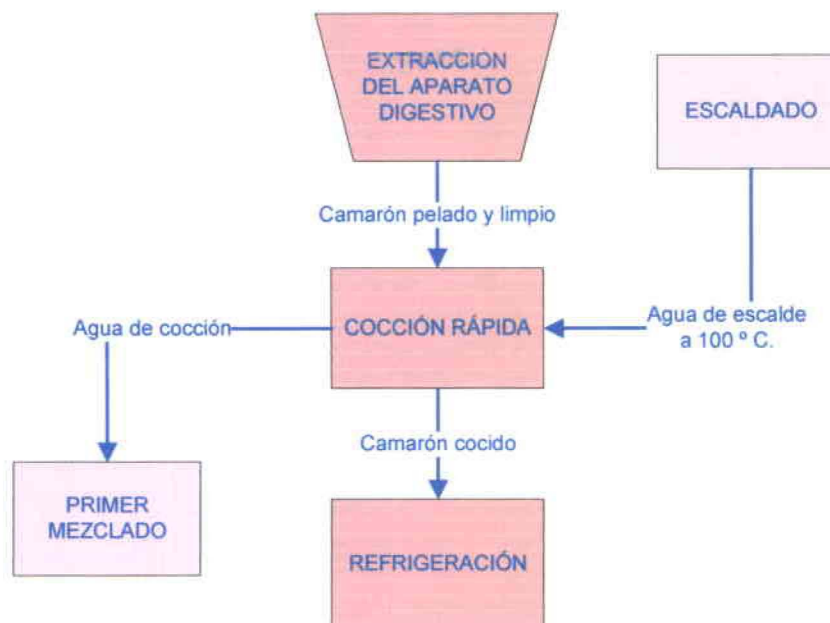 EXTRACCION
DEL APARATO
DIGESTIVO
ESCALDADO
Camarón pelado y limpio
Agua de cocción
COCCIÓN RÁPIDA
Agua de escalde
a 100 º C.
Camarón cocido
PRIMER
MEZCLADO
REFRIGERACIÓN